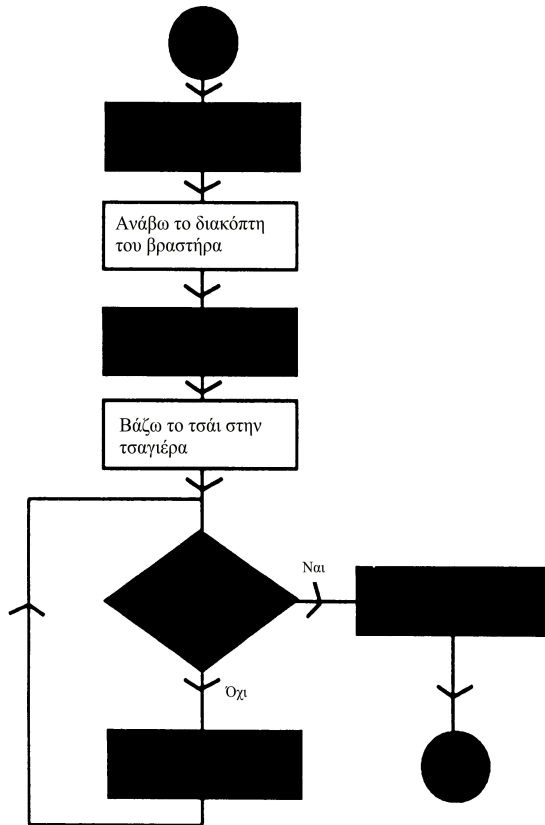 Ανάβω το διακόπτη
του βραστήρα
Βάζω το τσάι στην
τσαγιέρα
Ναι
Όχι